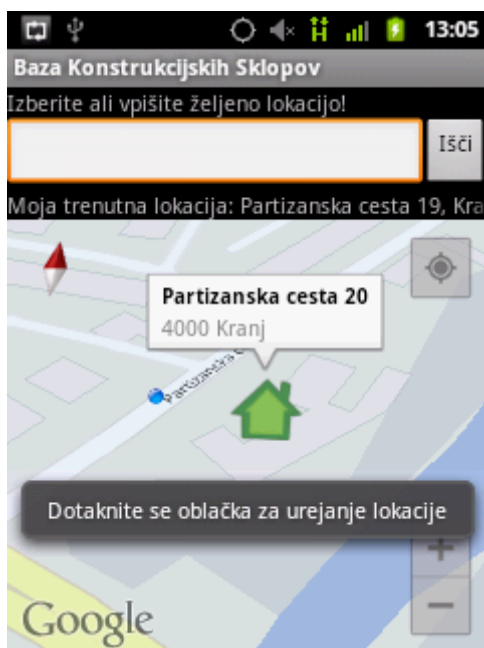 H 13:05
Baza Konstrukcijskih Sklopov
Izberite ali vpišite željeno lokacijo!
Išči
Moja trenutna lokacija: Partizanska cesta 19, Kra
Partizanska cesta 20
4000 Kranj
Partizanska
Dotaknite se oblačka za urejanje lokacije
Google